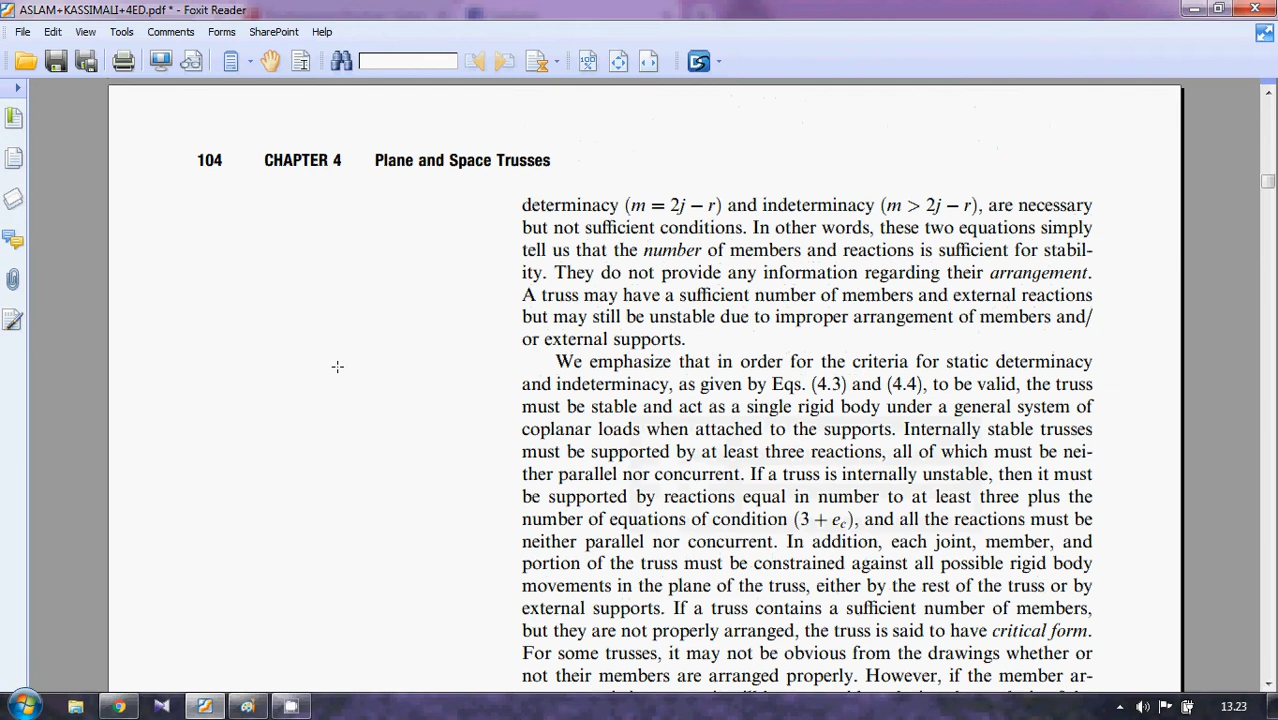 ASLAM+KASSIMALI+4ED.pdf * - Foxit Reader
File Edit View Tools Comments Forms SharePoint Help
104 CHAPTER 4 Plane and Space Trusses
determinacy (m = 2j − r) and indeterminacy (m > 2j − r), are necessary
but not sufficient conditions. In other words, these two equations simply
tell us that the number of members and reactions is sufficient for stabil-
ity. They do not provide any information regarding their arrangement.
A truss may have a sufficient number of members and external reactions
but may still be unstable due to improper arrangement of members and/
or external supports.
We emphasize that in order for the criteria for static determinacy
and indeterminacy, as given by Eqs. (4.3) and (4.4), to be valid, the truss
must be stable and act as a single rigid body under a general system of
coplanar loads when attached to the supports. Internally stable trusses
must be supported by at least three reactions, all of which must be nei-
ther parallel nor concurrent. If a truss is internally unstable, then it must
be supported by reactions equal in number to at least three plus the
number of equations of condition (3 + ec), and all the reactions must be
neither parallel nor concurrent. In addition, each joint, member, and
portion of the truss must be constrained against all possible rigid body
movements in the plane of the truss, either by the rest of the truss or by
external supports. If a truss contains a sufficient number of members,
but they are not properly arranged, the truss is said to have critical form.
For some trusses, it may not be obvious from the drawings whether or
not their members are arranged properly. However, if the member ar-
13.23